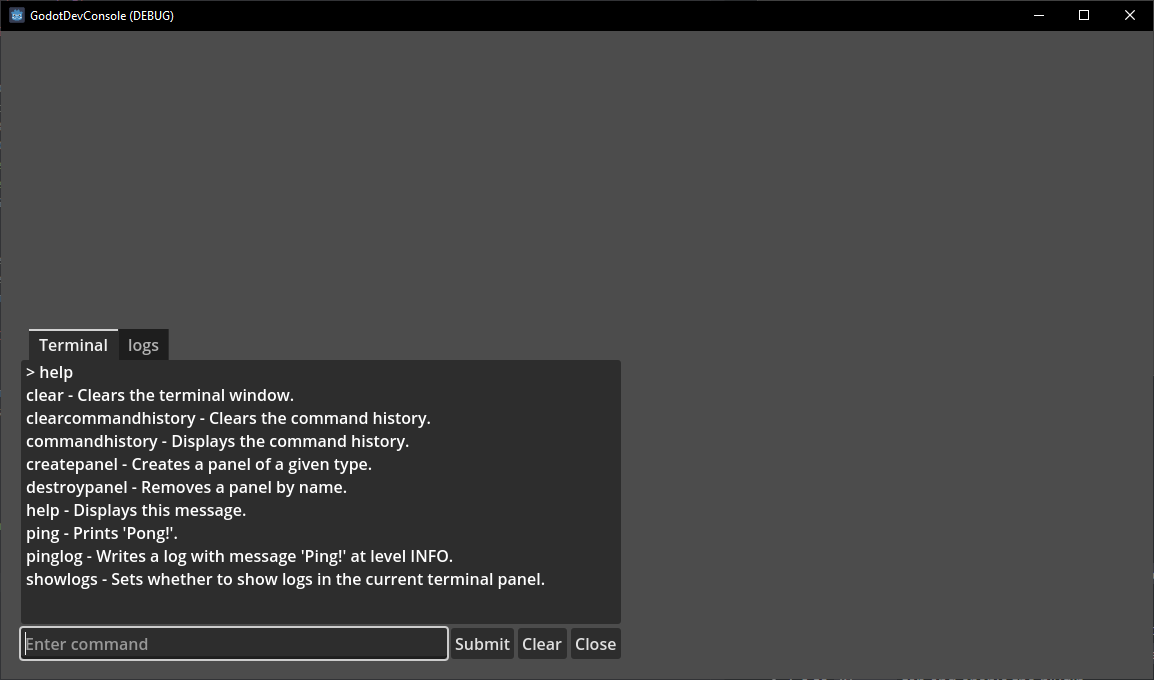 GodotDevConsole (DEBUG)
Terminal logs
> help
clear - Clears the terminal window.
clearcommandhistory - Clears the command history.
commandhistory - Displays the command history.
createpanel - Creates a panel of a given type.
destroypanel - Removes a panel by name.
help - Displays this message.
ping - Prints 'Pong!'.
pinglog - Writes a log with message 'Ping!' at level INFO.
showlogs - Sets whether to show logs in the current terminal panel.
Enter command Submit Clear Close